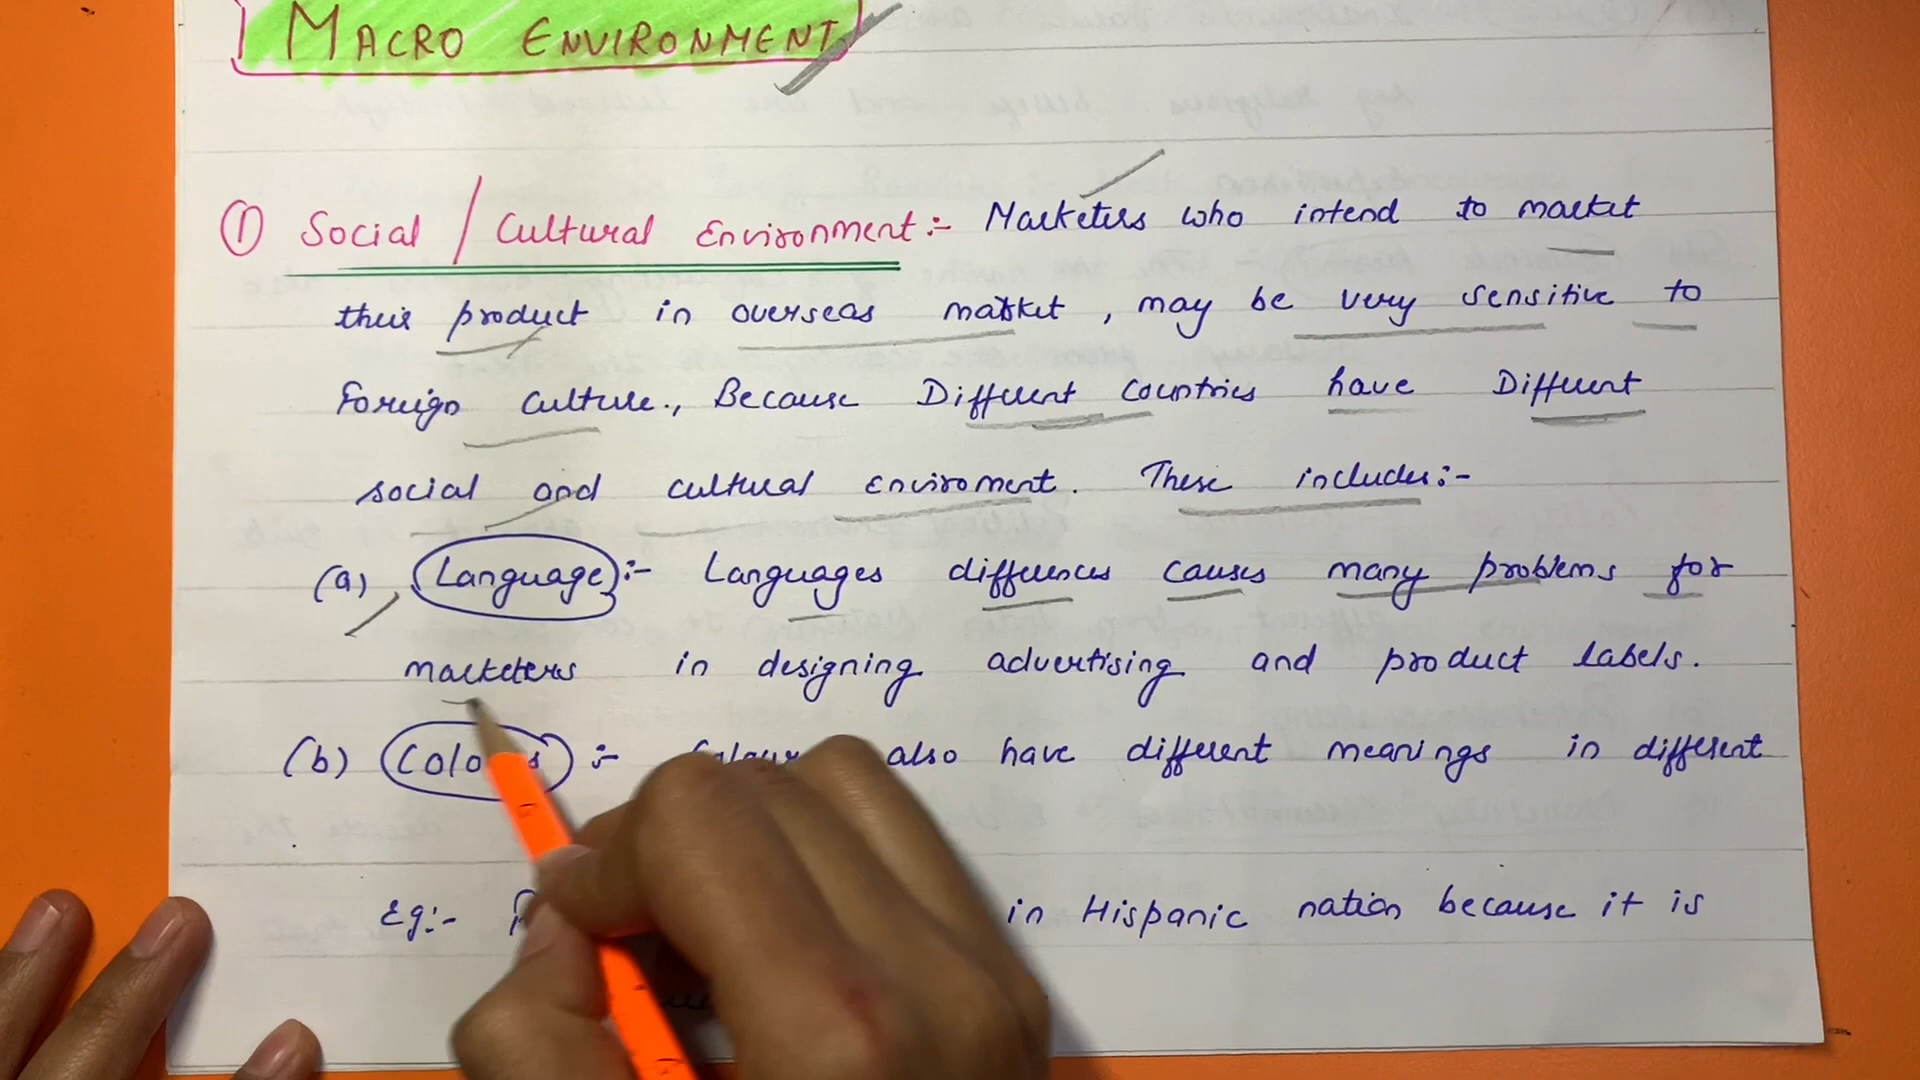 MACRO ENVIRONMENT
① Social / Cultural Environment:- Marketers who intend to market
their product in overseas market, may be very sensitive to
Foreign culture., Because Different countries have Different
social and cultural enviroment. These includes:-
(a) Language:- Languages differences causes many problems for
marketers in designing advertising and product labels.
(b) Colours :- Colours also have different meanings in different
Eg:- in Hispanic nation because it is